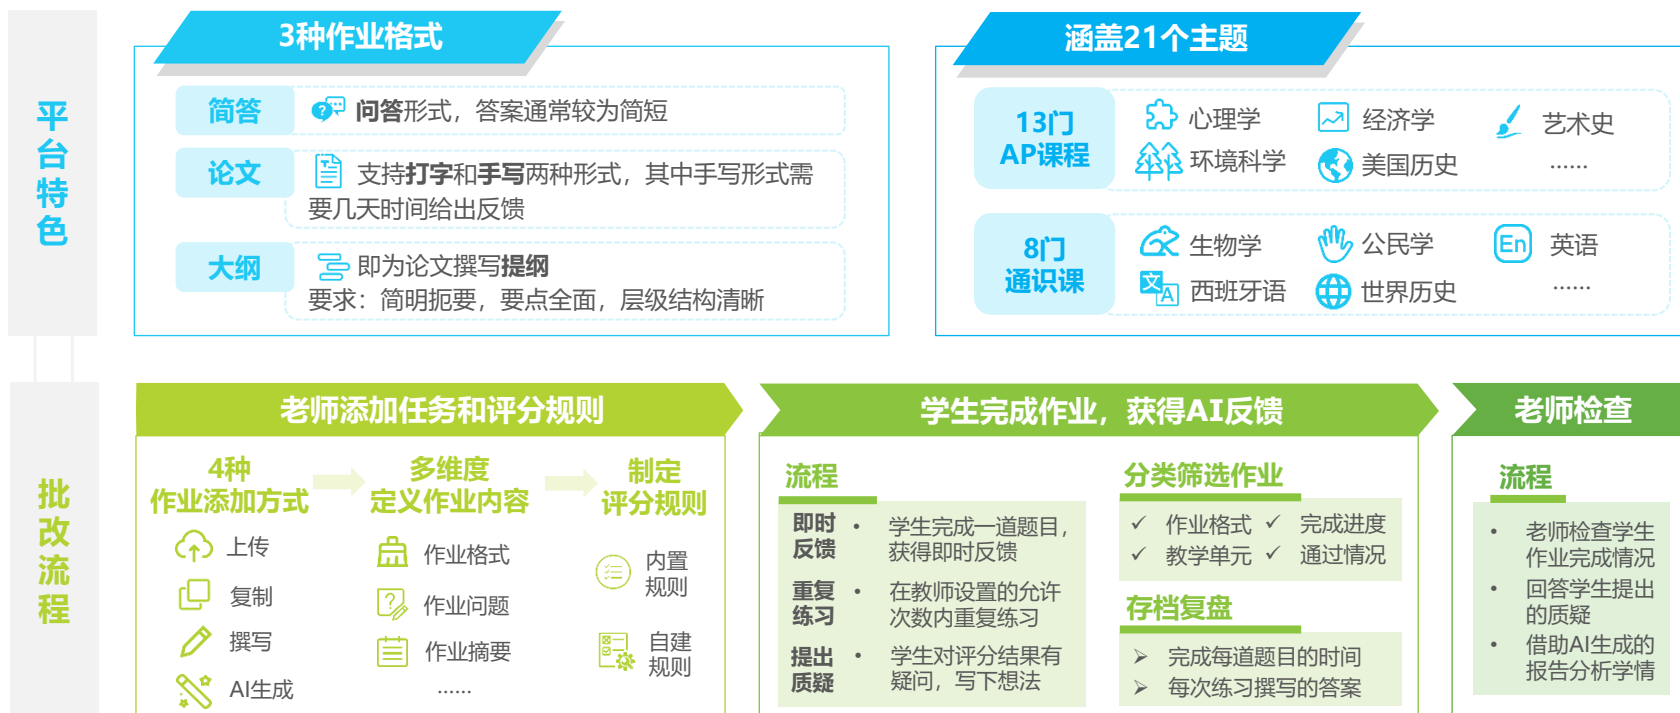 平台特色
3种作业格式
简答
问答形式，答案通常较为简短
论文
支持打字和手写两种形式，其中手写形式需
要几天时间给出反馈
大纲
即为论文撰写提纲
要求：简明扼要，要点全面，层级结构清晰
涵盖21个主题
13门
AP课程
心理学
经济学
艺术史
环境科学
美国历史
……
8门
通识课
生物学
公民学
En
英语
文A
西班牙语
世界历史
……
批改流程
老师添加任务和评分规则
4种
作业添加方式
上传
复制
撰写
AI生成
多维度
定义作业内容
作业格式
作业问题
作业摘要
……
制定
评分规则
内置
规则
自建
规则
学生完成作业，获得AI反馈
流程
即时
反馈
• 学生完成一道题目，
获得即时反馈
重复
练习
• 在教师设置的允许
次数内重复练习
提出
质疑
• 学生对评分结果有
疑问，写下想法
分类筛选作业
✓ 作业格式 ✓ 完成进度
✓ 教学单元 ✓ 通过情况
存档复盘
➢ 完成每道题目的时间
➢ 每次练习撰写的答案
老师检查
流程
• 老师检查学生
作业完成情况
• 回答学生提出
的质疑
• 借助AI生成的
报告分析学情